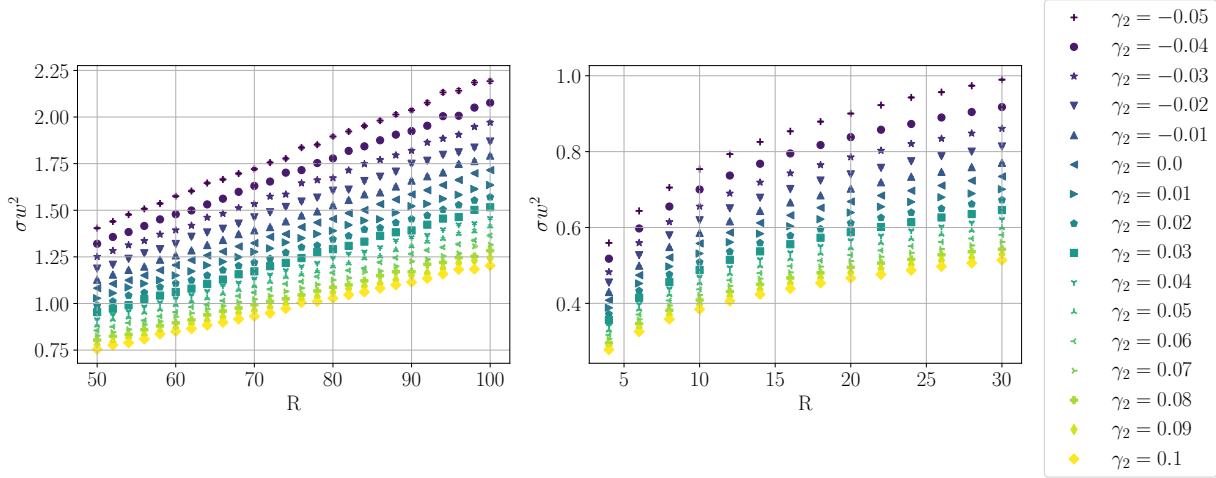 2.25
2.00
1.75
1.50
1.25
1.00
0.75
σw²
50 60 70 80 90 100
R
1.0
0.8
0.6
0.4
σw²
5 10 15 20 25 30
R
γ₂ = −0.05
γ₂ = −0.04
γ₂ = −0.03
γ₂ = −0.02
γ₂ = −0.01
γ₂ = 0.0
γ₂ = 0.01
γ₂ = 0.02
γ₂ = 0.03
γ₂ = 0.04
γ₂ = 0.05
γ₂ = 0.06
γ₂ = 0.07
γ₂ = 0.08
γ₂ = 0.09
γ₂ = 0.1